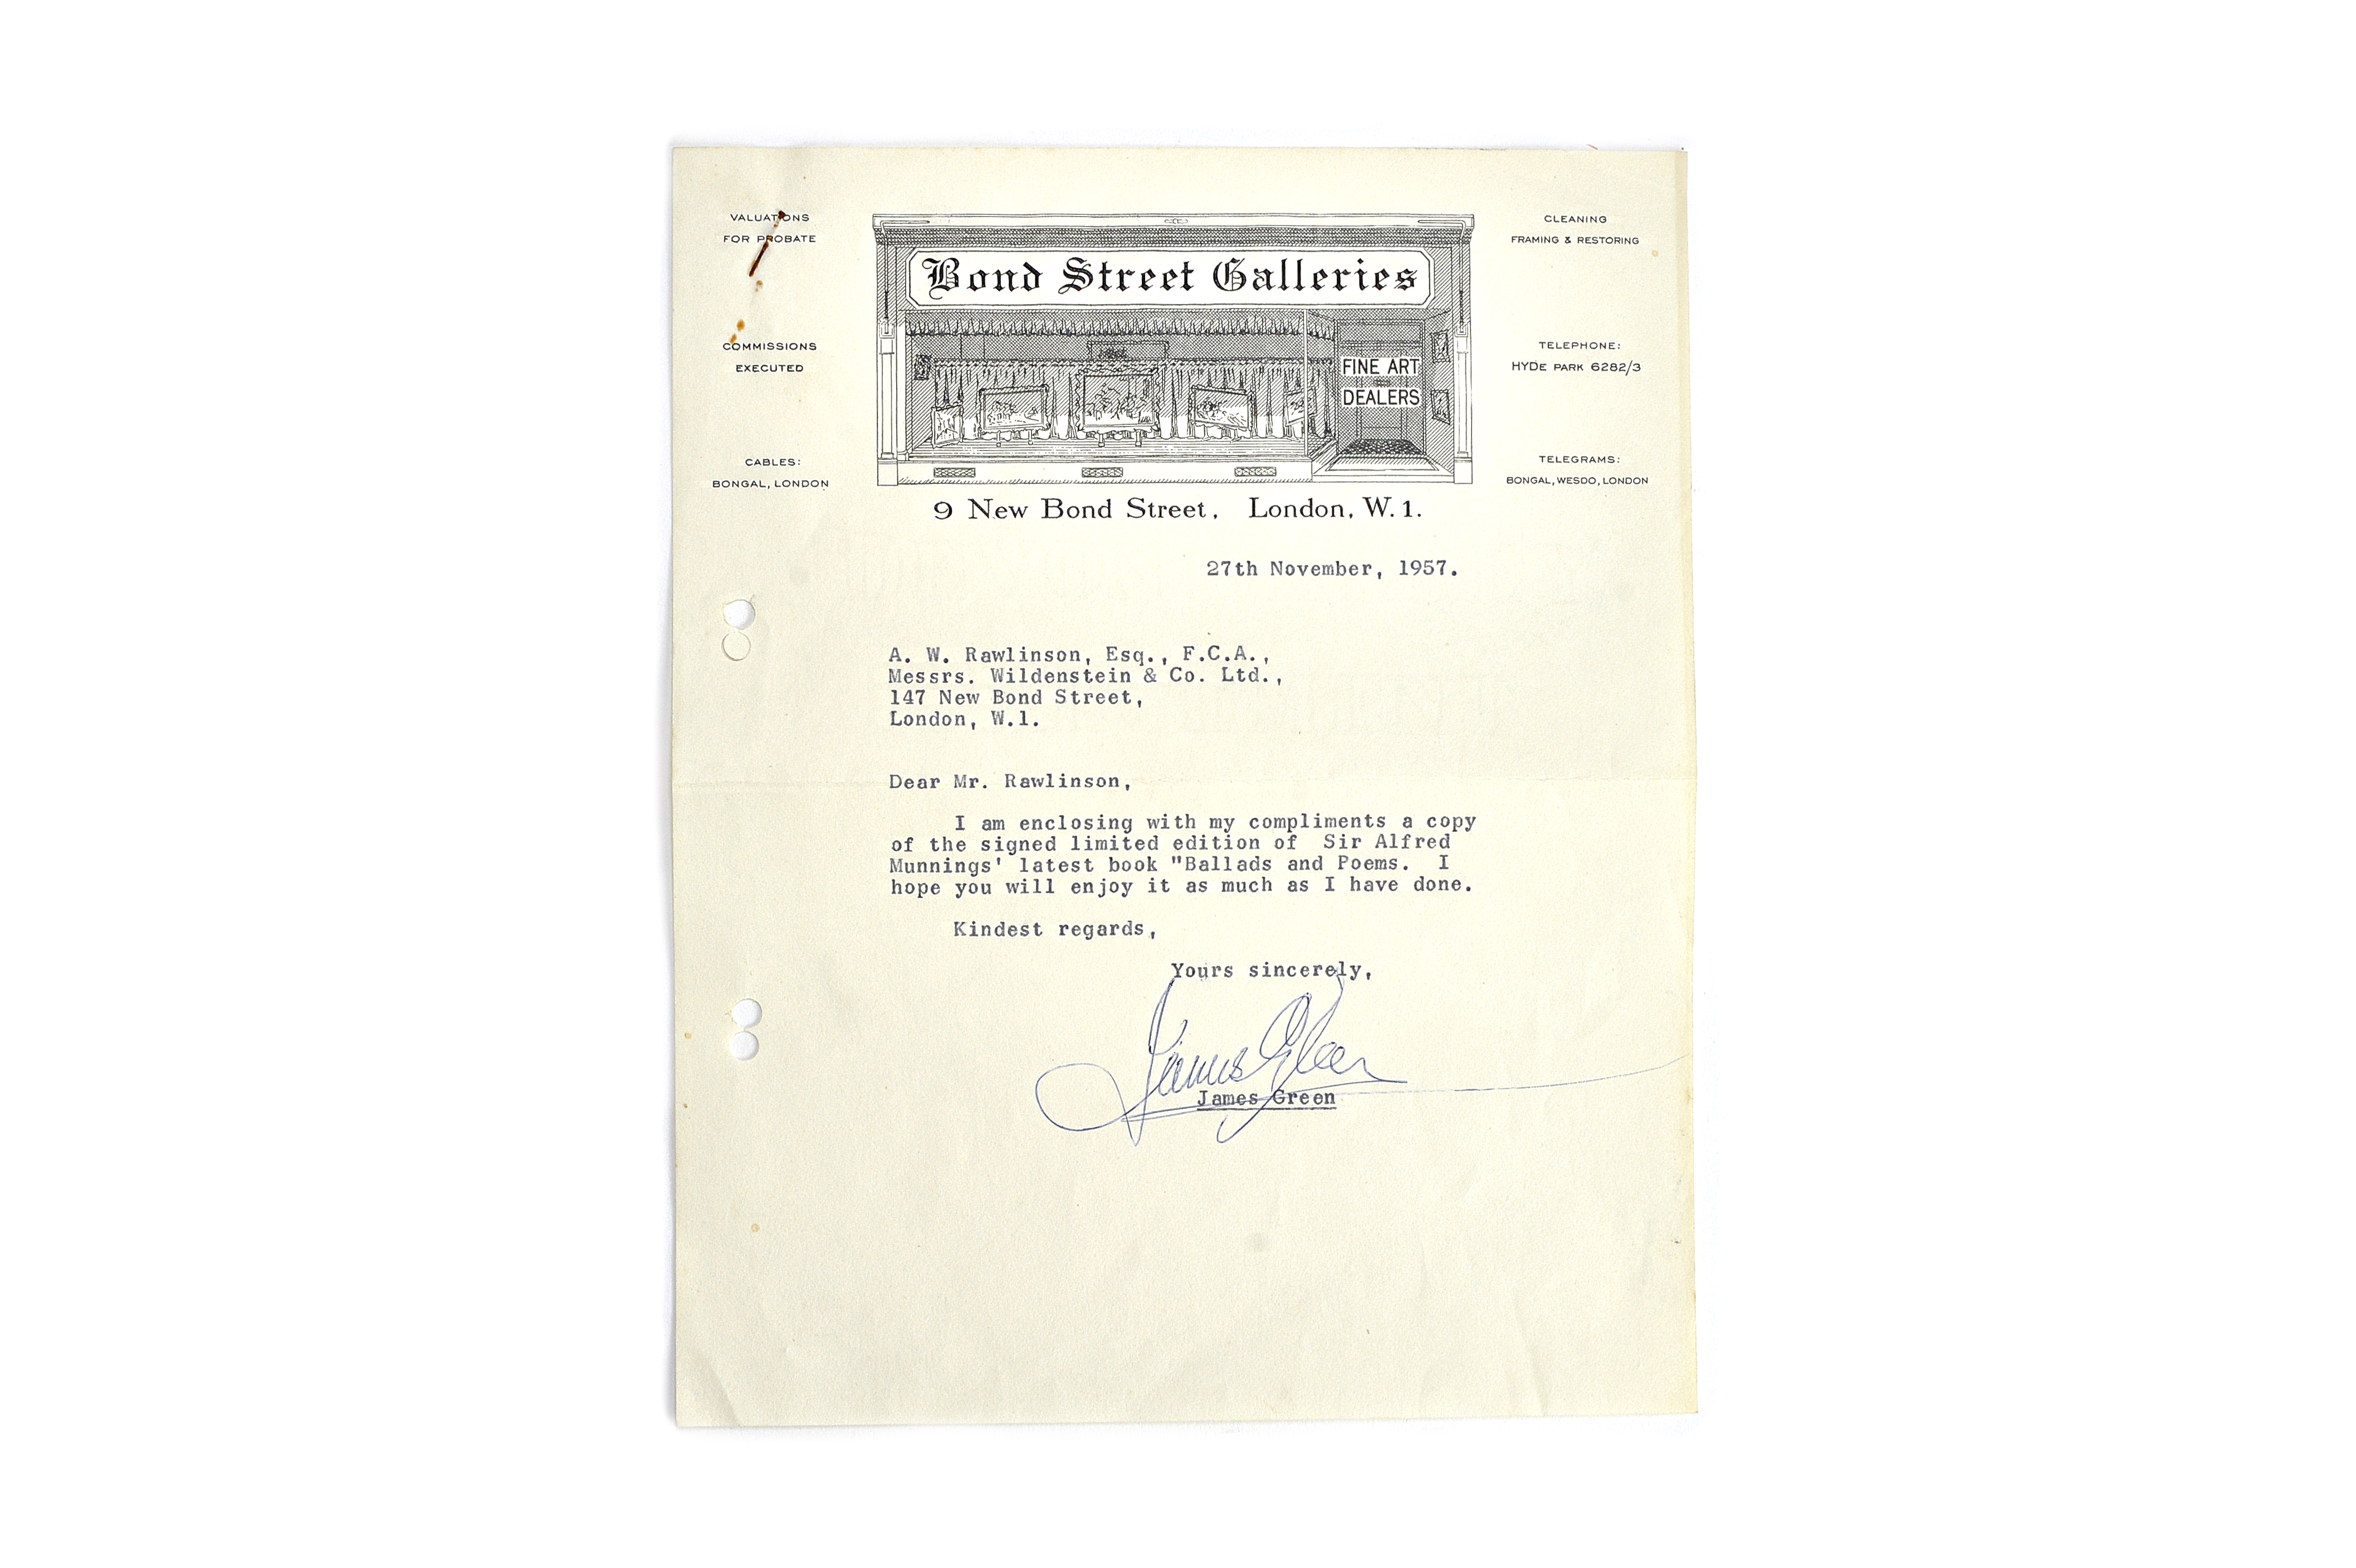 VALUATIONS
FOR PROBATE
COMMISSIONS
EXECUTED
CABLES:
BONGAL, LONDON
Bond Street Galleries
FINE ART
DEALERS
CLEANING
FRAMING & RESTORING
TELEPHONE:
HYDE PARK 6282/3
TELEGRAMS:
BONGAL, WESDO, LONDON
9 New Bond Street, London, W.1.
27th November, 1957.
A. W. Rawlinson, Esq., F.C.A.,
Messrs. Wildenstein & Co. Ltd.,
147 New Bond Street,
London, W.1.
Dear Mr. Rawlinson,
I am enclosing with my compliments a copy
of the signed limited edition of Sir Alfred
Munnings' latest book "Ballads and Poems. I
hope you will enjoy it as much as I have done.
Kindest regards,
Yours sincerely,
James Green
James Green